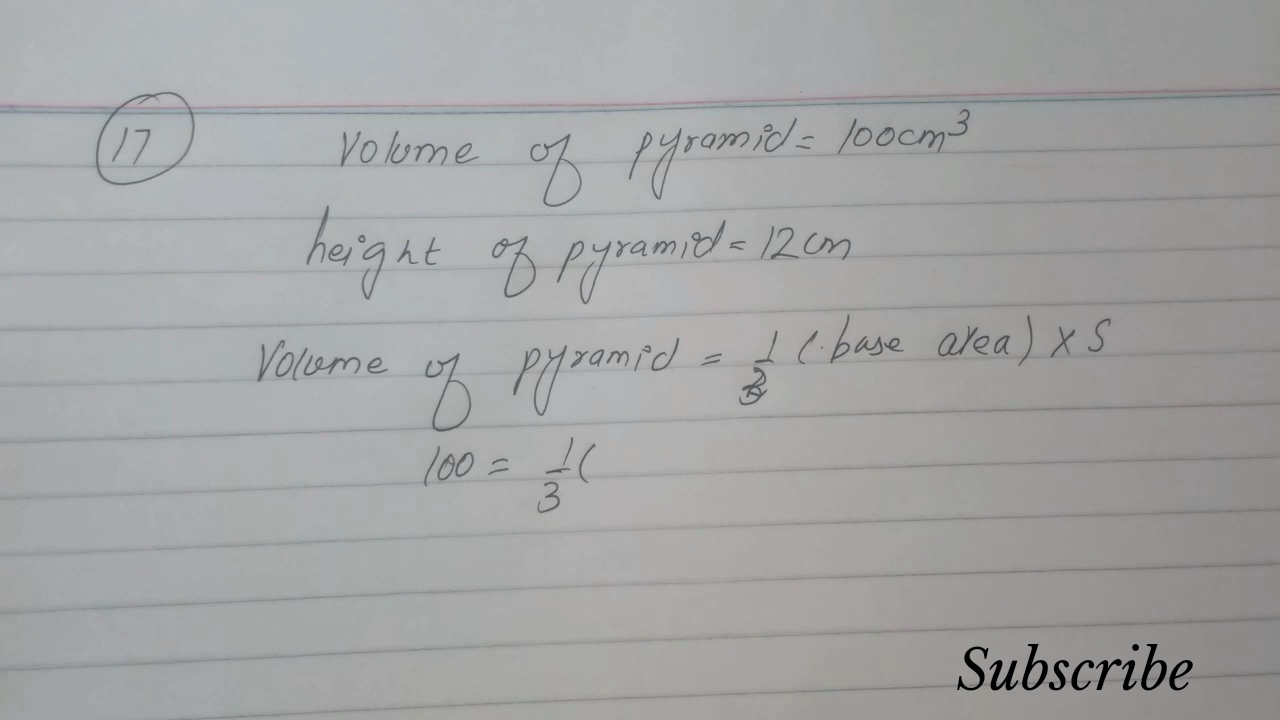 17 Volume of pyramid = 100cm³
height of pyramid = 12cm
Volume of pyramid = 1/3 (base area) x S
100 = 1/3 (
Subscribe